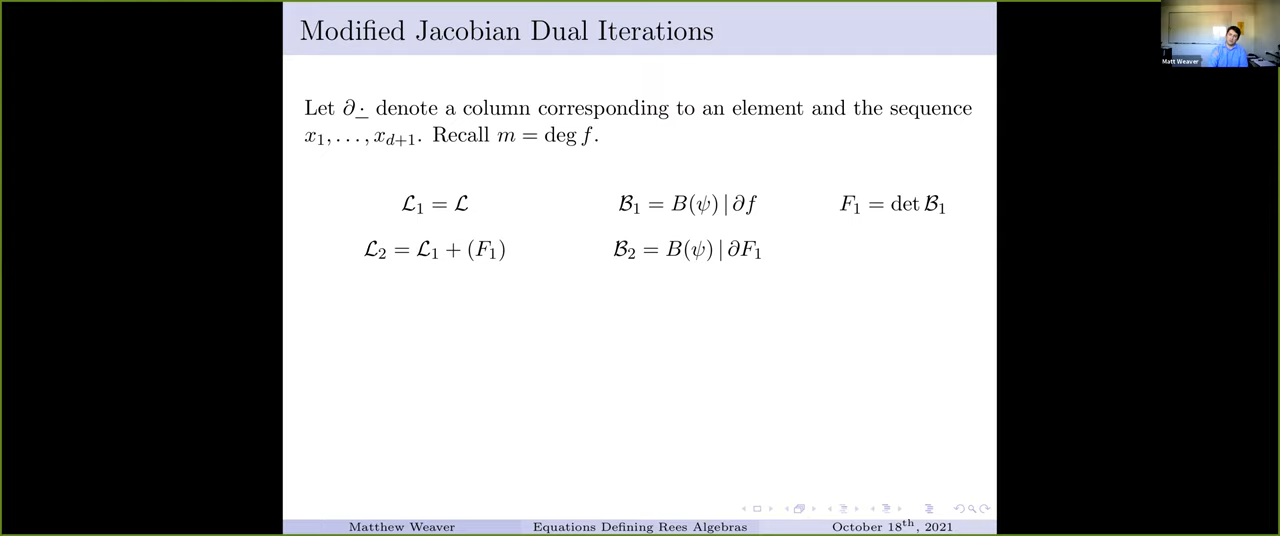 Modified Jacobian Dual Iterations
Matt Weaver
Let ∂_· denote a column corresponding to an element and the sequence
x₁, . . . , x_{d+1}. Recall m = deg f.
ℒ₁ = ℒ    ℬ₁ = B(ψ) | ∂f    F₁ = det ℬ₁
ℒ₂ = ℒ₁ + (F₁)    ℬ₂ = B(ψ) | ∂F₁
Matthew Weaver    Equations Defining Rees Algebras    October 18th, 2021